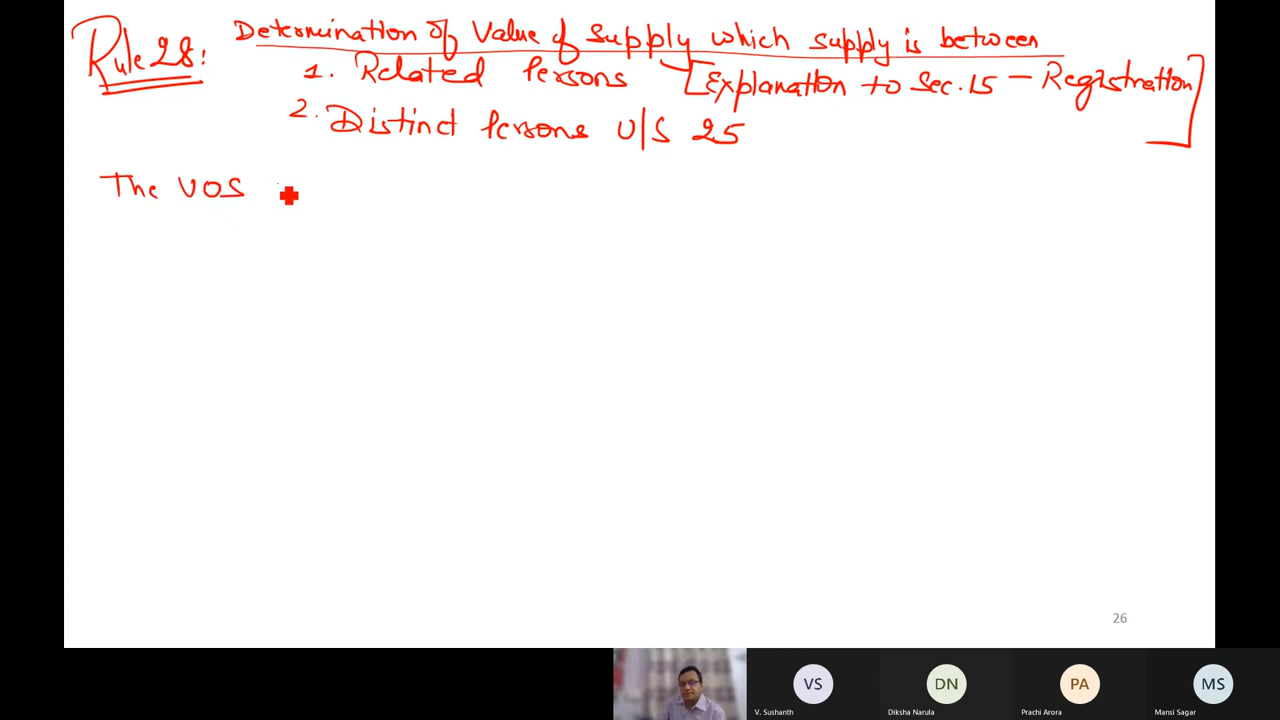 Rule 28: Determination of Value of Supply which supply is between
1. Related Persons [Explanation to Sec. 15 - Registration]
2. Distinct Persons U/S 25
The VOS
26
VS DN PA MS
V. Sushanth Diksha Narula Prachi Arora Mansi Sagar